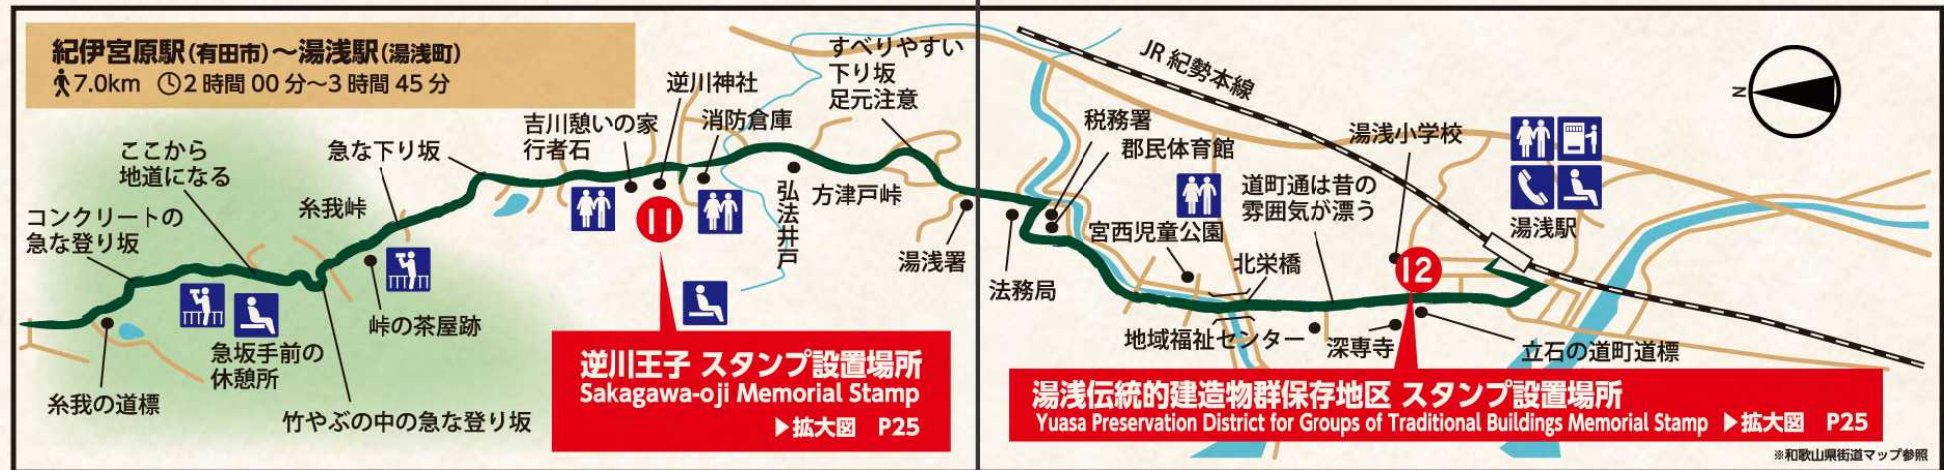 紀伊宮原駅(有田市)～湯浅駅(湯浅町)
7.0km 2時間00分～3時間45分
コンクリートの
急な登り坂
ここから
地道になる
糸我峠
急な下り坂
吉川憩いの家
行者石
逆川神社
消防倉庫
すべりやすい
下り坂
足元注意
弘法井戸
方津戸峠
湯浅署
糸我の道標
急坂手前の
休憩所
竹やぶの中の急な登り坂
峠の茶屋跡
11
逆川王子 スタンプ設置場所
Sakagawa-oji Memorial Stamp
▶拡大図 P25
JR紀勢本線
N
税務署
郡民体育館
法務局
宮西児童公園
北栄橋
道町通は昔の
雰囲気が漂う
湯浅小学校
湯浅駅
地域福祉センター
深専寺
立石の道町道標
12
湯浅伝統的建造物群保存地区 スタンプ設置場所
Yuasa Preservation District for Groups of Traditional Buildings Memorial Stamp ▶拡大図 P25
※和歌山県街道マップ参照